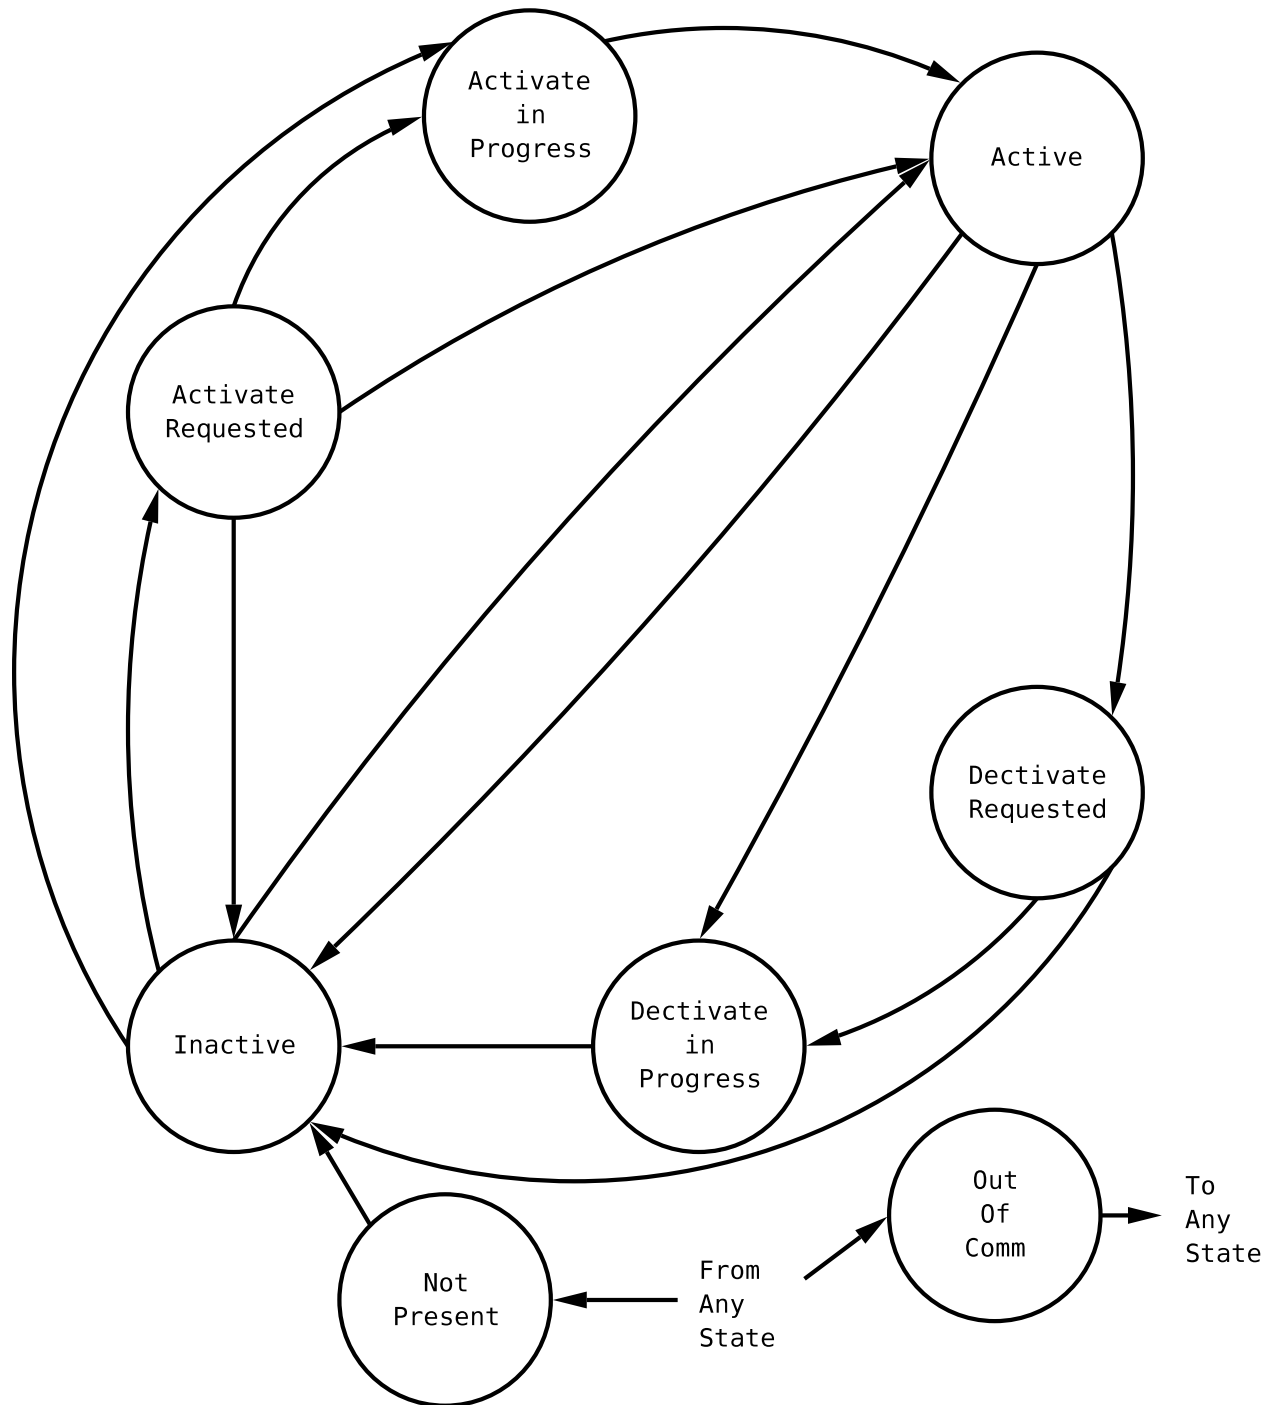 Activate
in
Progress
Active
Activate
Requested
Dectivate
Requested
Inactive
Dectivate
in
Progress
Out
Of
Comm
To
Any
State
Not
Present
From
Any
State